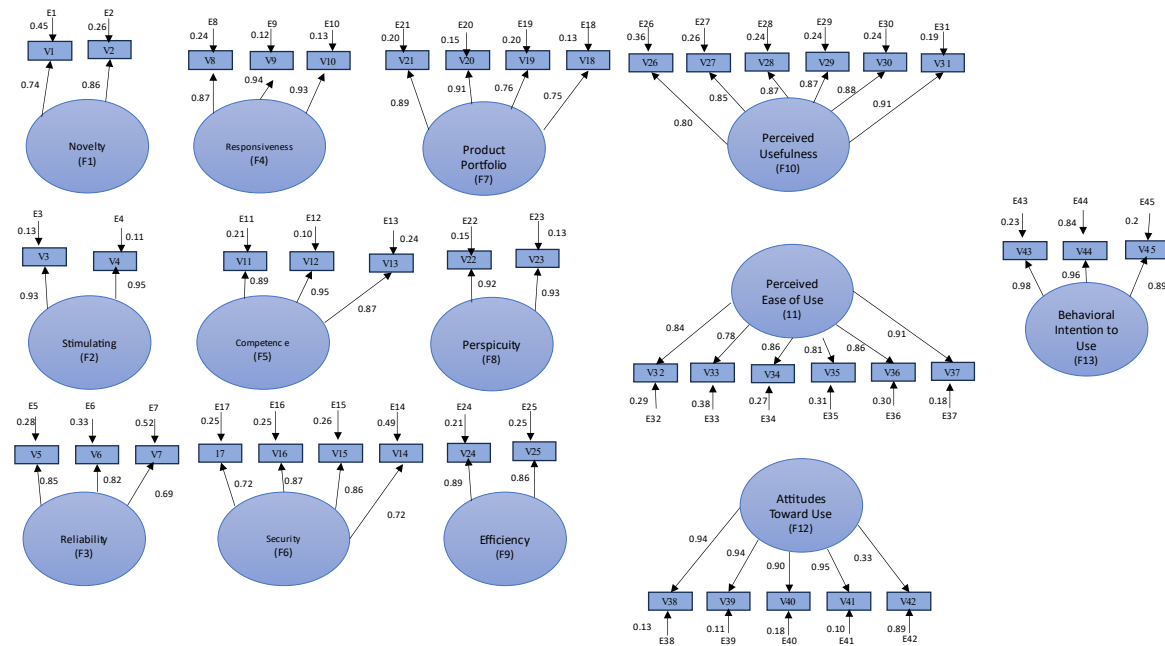 E1
E2
0.45
0.26
V1
V2
0.74
0.86
Novelty
(F1)
E8
E9
E10
0.24
0.12
0.13
V8
V9
V10
0.87
0.94
0.93
Responsiveness
(F4)
E21
E20
E19
E18
0.20
0.15
0.20
0.13
V21
V20
V19
V18
0.89
0.91
0.76
0.75
Product
Portfolio
(F7)
E26
E27
E28
E29
E30
E31
0.36
0.26
0.24
0.24
0.24
0.19
V26
V27
V28
V29
V30
V31
0.80
0.85
0.87
0.87
0.88
0.91
Perceived
Usefulness
(F10)
E3
E4
0.13
0.11
V3
V4
0.93
0.95
Stimulating
(F2)
E11
E12
E13
0.21
0.10
0.24
V11
V12
V13
0.89
0.95
0.87
Competenc e
(F5)
E22
E23
0.15
0.13
V22
V23
0.92
0.93
Perspicuity
(F8)
Perceived
Ease of Use
(11)
0.84
0.78
0.86
0.81
0.86
0.91
V32
V33
V34
V35
V36
V37
0.29
0.38
0.27
0.31
0.30
0.18
E32
E33
E34
E35
E36
E37
E43
E44
E45
0.23
0.84
0.2
V43
V44
V45
0.98
0.96
0.89
Behavioral
Intention to
Use
(F13)
E5
E6
E7
0.28
0.33
0.52
V5
V6
V7
0.85
0.82
0.69
Reliability
(F3)
E17
E16
E15
E14
0.25
0.25
0.26
0.49
17
V16
V15
V14
0.72
0.87
0.86
0.72
Security
(F6)
E24
E25
0.21
0.25
V24
V25
0.89
0.86
Efficiency
(F9)
Attitudes
Toward Use
(F12)
0.94
0.94
0.90
0.95
0.33
V38
V39
V40
V41
V42
0.13
0.11
0.18
0.10
0.89
E38
E39
E40
E41
E42